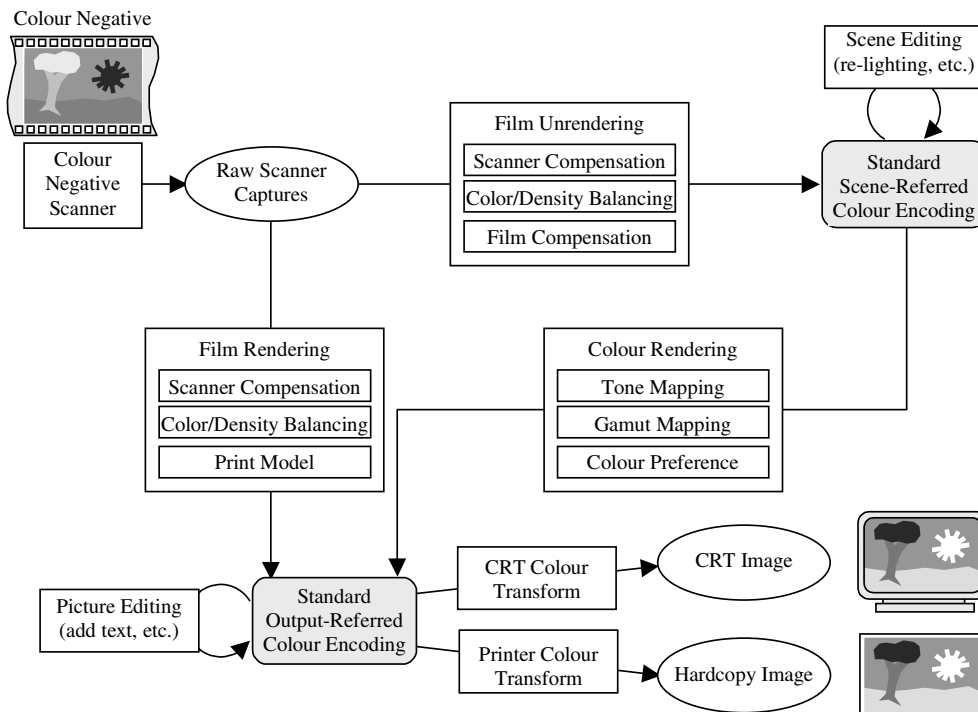 Colour Negative
Colour
Negative
Scanner
Raw Scanner
Captures
Film Unrendering
Scanner Compensation
Color/Density Balancing
Film Compensation
Scene Editing
(re-lighting, etc.)
Standard
Scene-Referred
Colour Encoding
Film Rendering
Scanner Compensation
Color/Density Balancing
Print Model
Colour Rendering
Tone Mapping
Gamut Mapping
Colour Preference
Picture Editing
(add text, etc.)
Standard
Output-Referred
Colour Encoding
CRT Colour
Transform
CRT Image
Printer Colour
Transform
Hardcopy Image